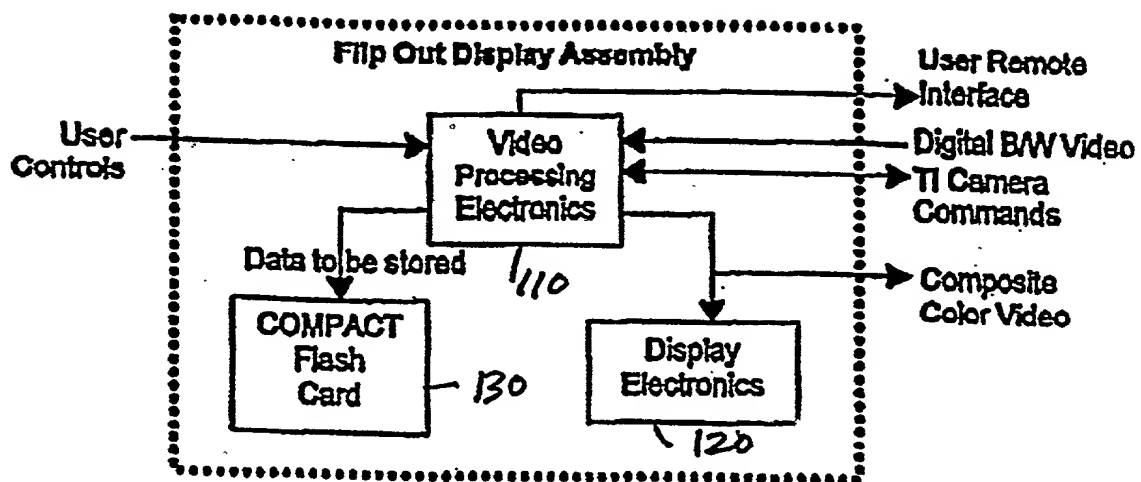 Flip Out Display Assembly
User Remote
Interface
User
Controls
Video
Processing
Electronics
Digital B/W Video
TI Camera
Commands
Data to be stored
110
COMPACT
Flash
Card
130
Display
Electronics
120
Composite
Color Video